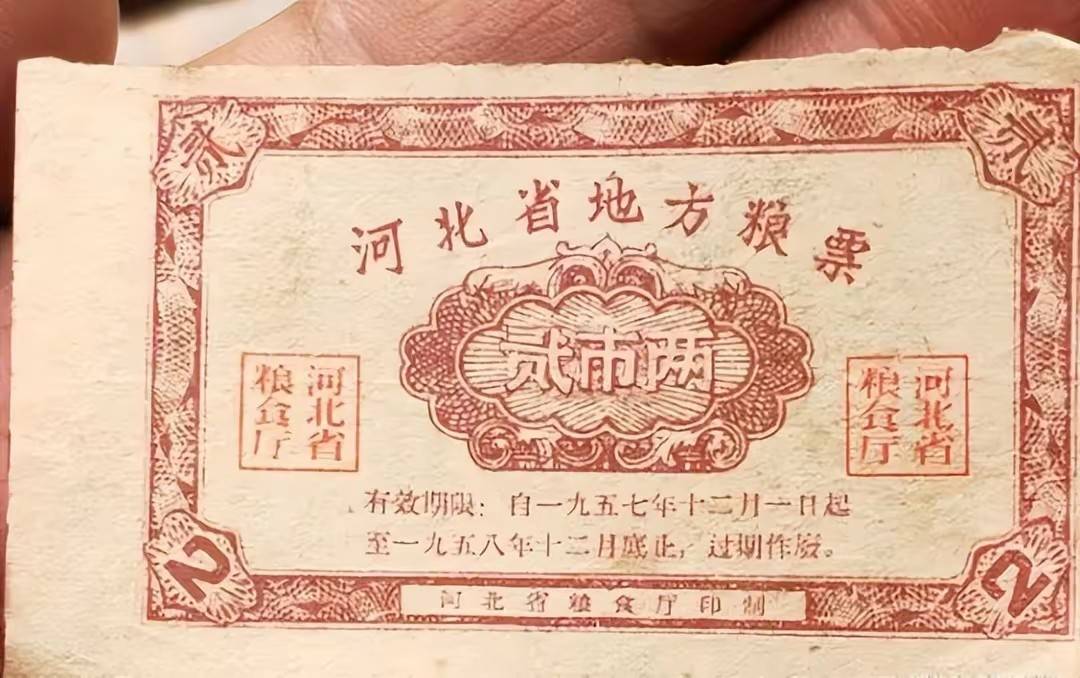 贰
贰
河北省地方粮票
贰市两
河北省
粮食厅
河北省
粮食厅
有效期限：自一九五七年十二月一日起
至一九五八年十二月底止，过期作废。
2
2
河北省粮食厅印制